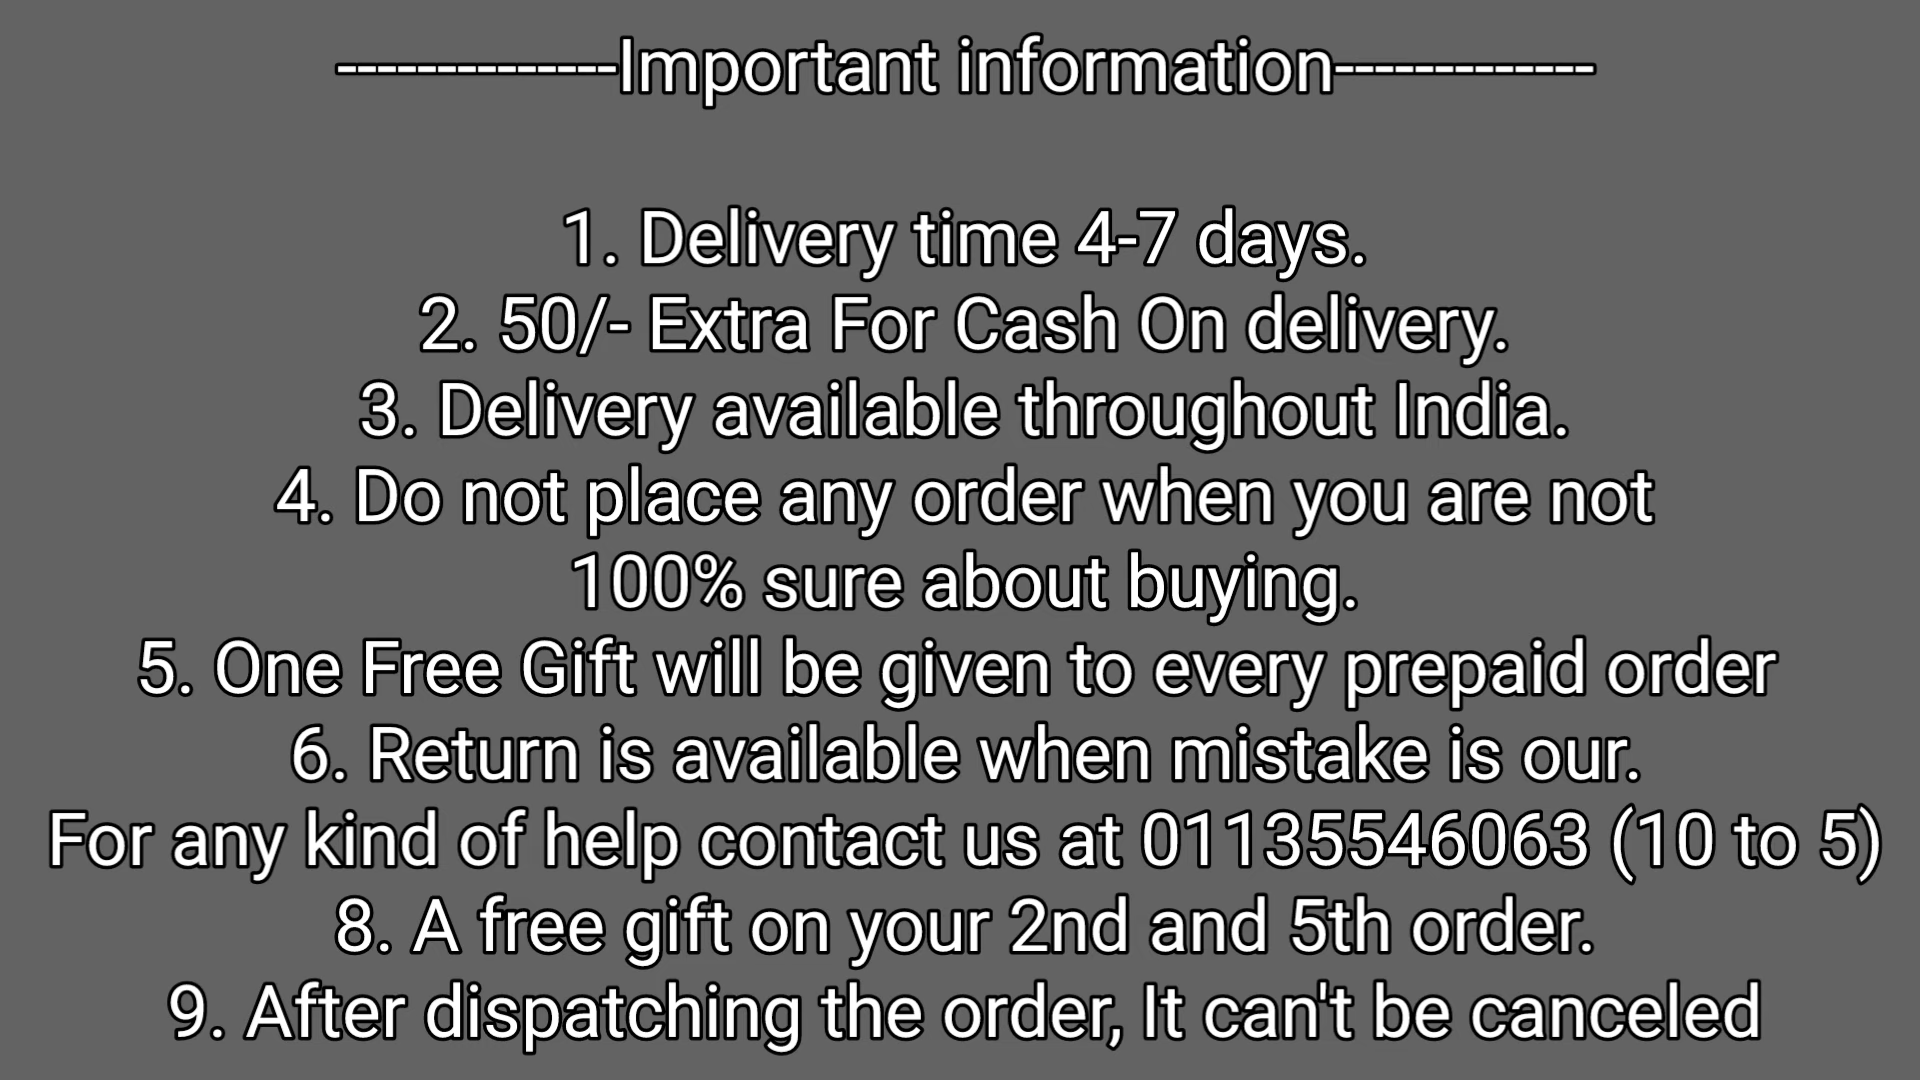 --------------Important information-------------
1. Delivery time 4-7 days.
2. 50/- Extra For Cash On delivery.
3. Delivery available throughout India.
4. Do not place any order when you are not
100% sure about buying.
5. One Free Gift will be given to every prepaid order
6. Return is available when mistake is our.
For any kind of help contact us at 01135546063 (10 to 5)
8. A free gift on your 2nd and 5th order.
9. After dispatching the order, It can't be canceled